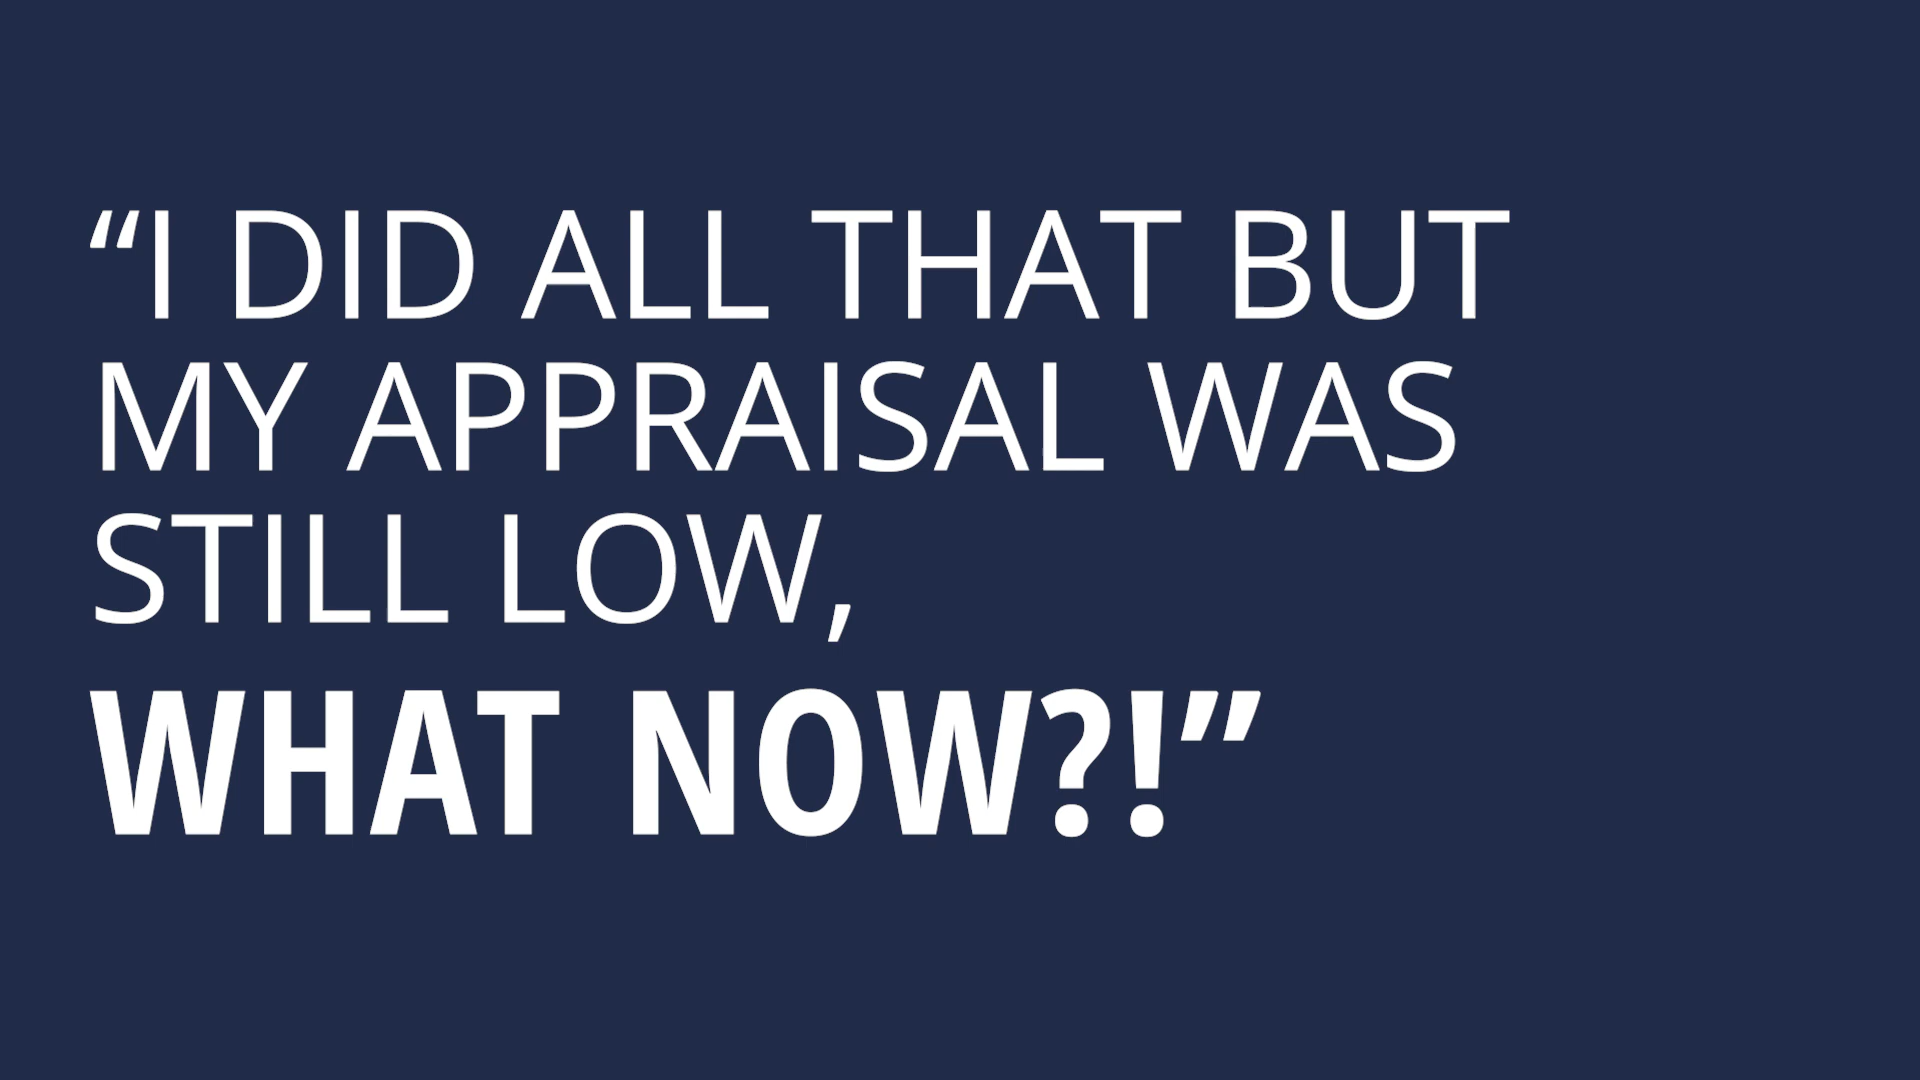 “I DID ALL THAT BUT
MY APPRAISAL WAS
STILL LOW,
WHAT NOW?!”